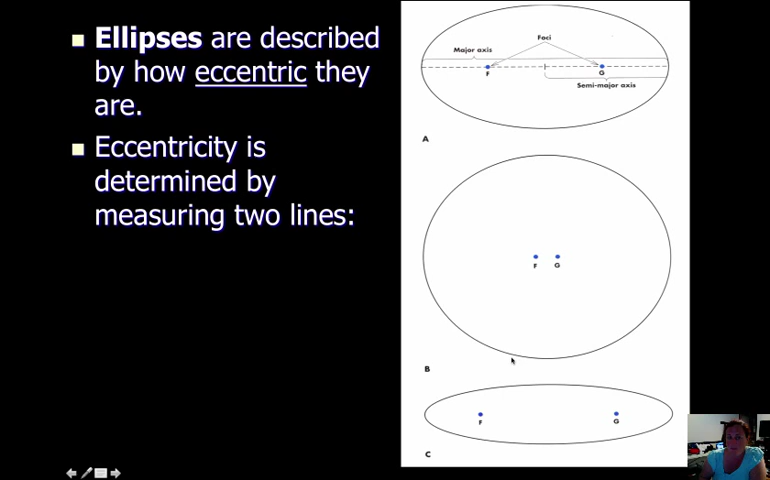 Ellipses are described
by how eccentric they
are.
Eccentricity is
determined by
measuring two lines:
Foci
Major axis
F
G
Semi-major axis
A
F
G
B
F
G
C